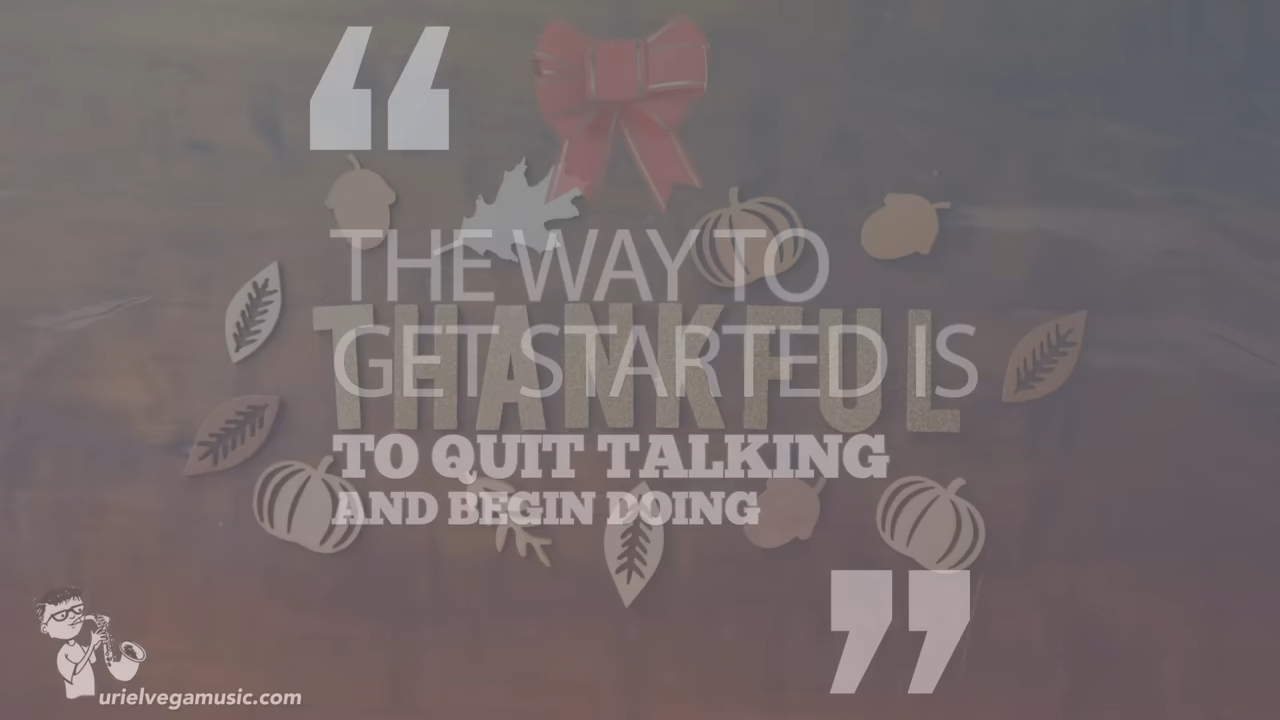 “
THE WAY TO
THANKFUL
GET STARTED IS
TO QUIT TALKING
AND BEGIN DOING
”
urielvegamusic.com